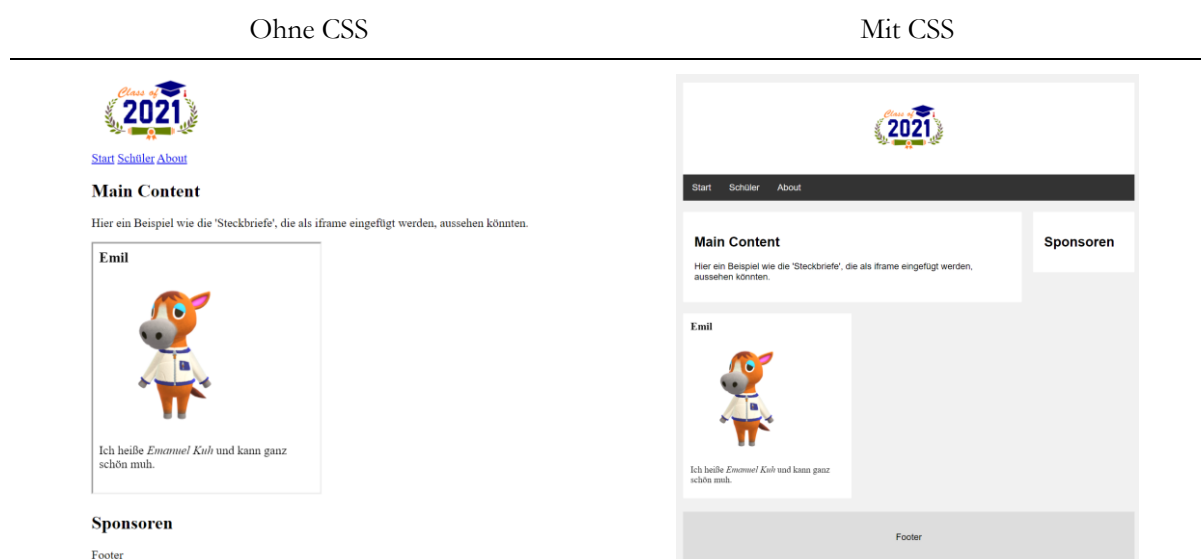 Ohne CSS
Mit CSS
Class of
2021
Start Schüler About
Main Content
Hier ein Beispiel wie die 'Steckbriefe', die als iframe eingefügt werden, aussehen könnten.
Emil
Ich heiße Emanuel Kuh und kann ganz
schön muh.
Sponsoren
Footer
Class of
2021
Start Schüler About
Main Content
Hier ein Beispiel wie die 'Steckbriefe', die als iframe eingefügt werden,
aussehen könnten.
Sponsoren
Emil
Ich heiße Emanuel Kuh und kann ganz
schön muh.
Footer